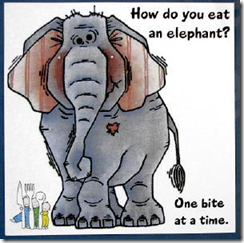 How do you eat
an elephant?
One bite
at a time.